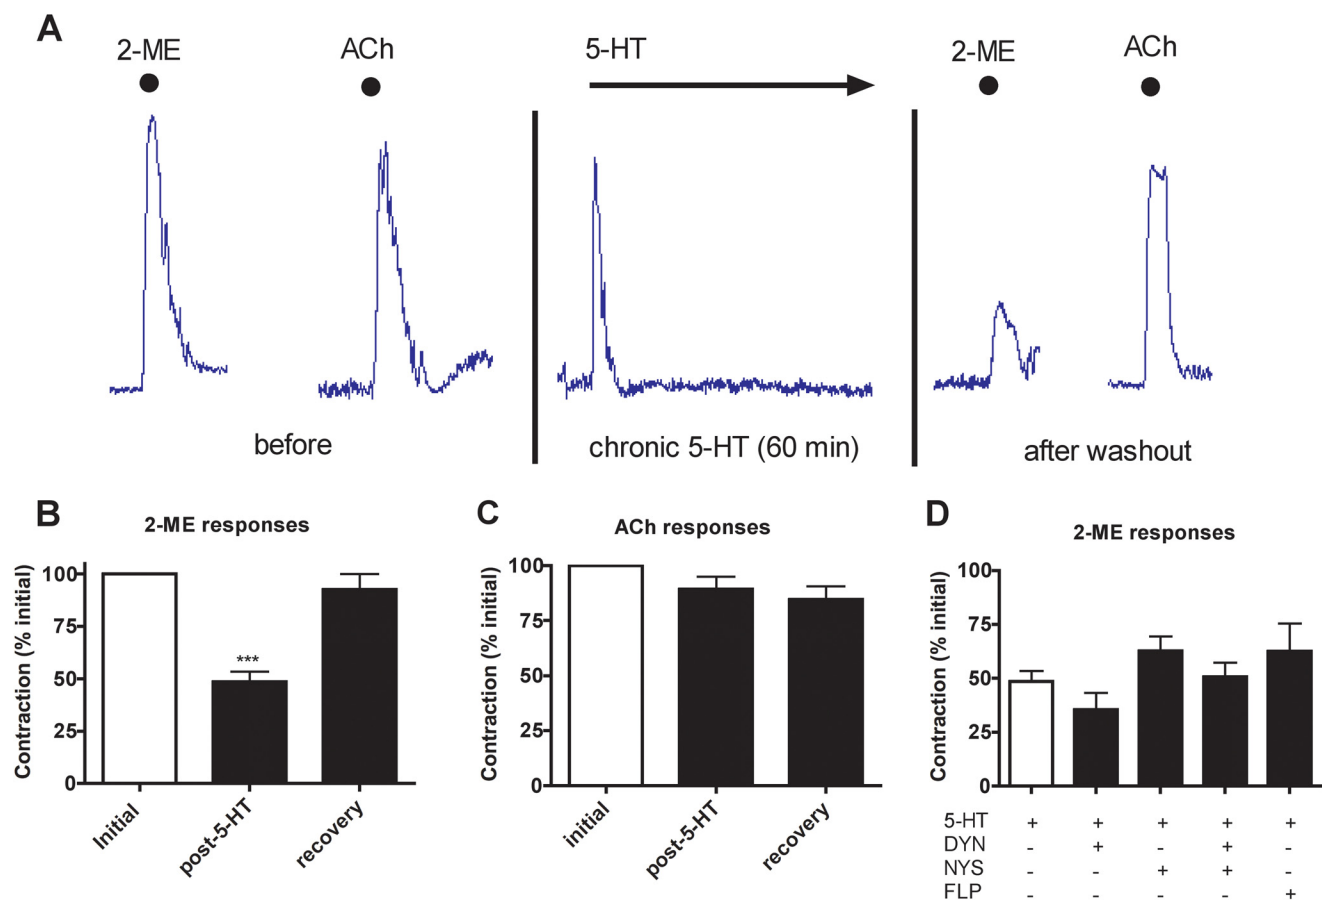 A
2-ME
ACh
5-HT
2-ME
ACh
before
chronic 5-HT (60 min)
after washout
B
2-ME responses
Contraction (% initial)
100
75
50
25
0
***
Initial
post-5-HT
recovery
C
ACh responses
Contraction (% initial)
100
75
50
25
0
initial
post-5-HT
recovery
D
2-ME responses
Contraction (% initial)
100
75
50
25
0
5-HT + + + + +
DYN - + - + -
NYS - - + + -
FLP - - - - +